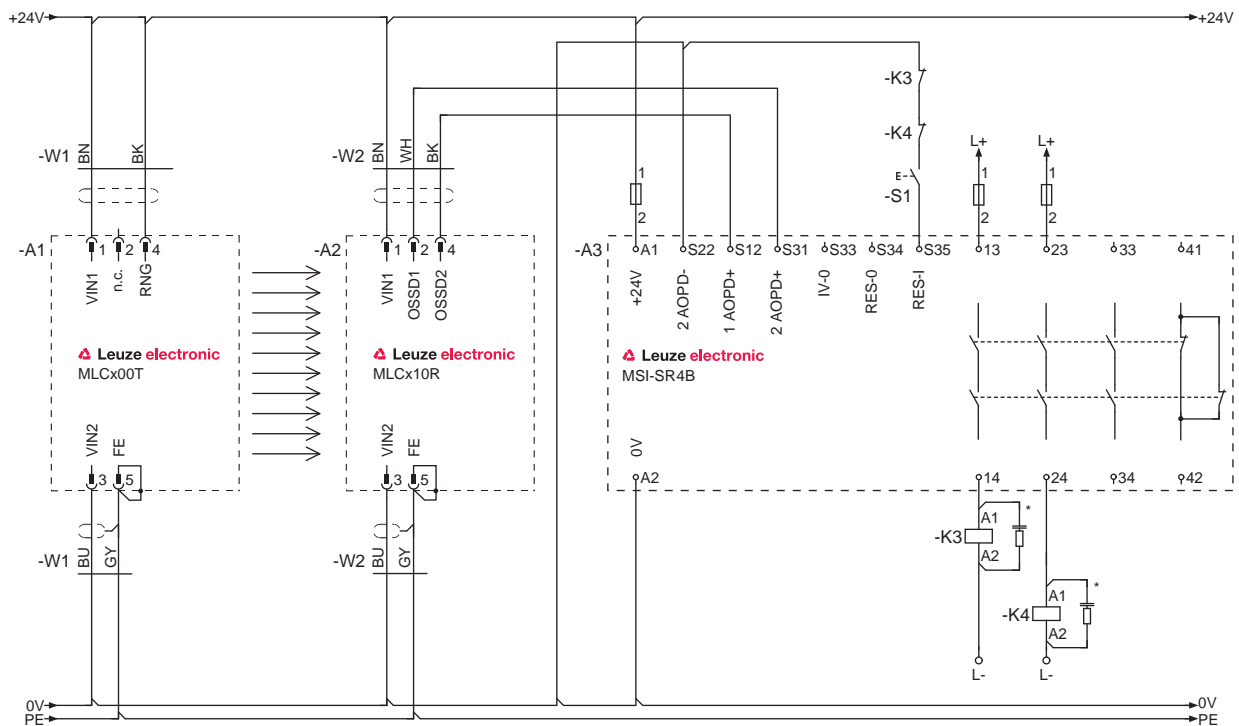 +24V +24V
-K3
-K4
L+ L+
-W1 BN BK -W2 BN WH BK
E-- -S1
1 1 1
2 2 2
-A1 1 2 4 -A2 1 2 4 -A3 A1 S22 S12 S31 S33 S34 S35 13 23 33 41
VIN1 n.c. RNG VIN1 OSSD1 OSSD2 +24V 2 AOPD- 1 AOPD+ 2 AOPD+ IV-0 RES-0 RES-I
Leuze electronic Leuze electronic Leuze electronic
MLCx00T MLCx10R MSI-SR4B
VIN2 FE VIN2 FE 0V
3 5 3 5 A2 14 24 34 42
-K3 A1 A2 *
-W1 BU GY -W2 BU GY
-K4 A1 A2 *
L- L-
0V 0V
PE PE